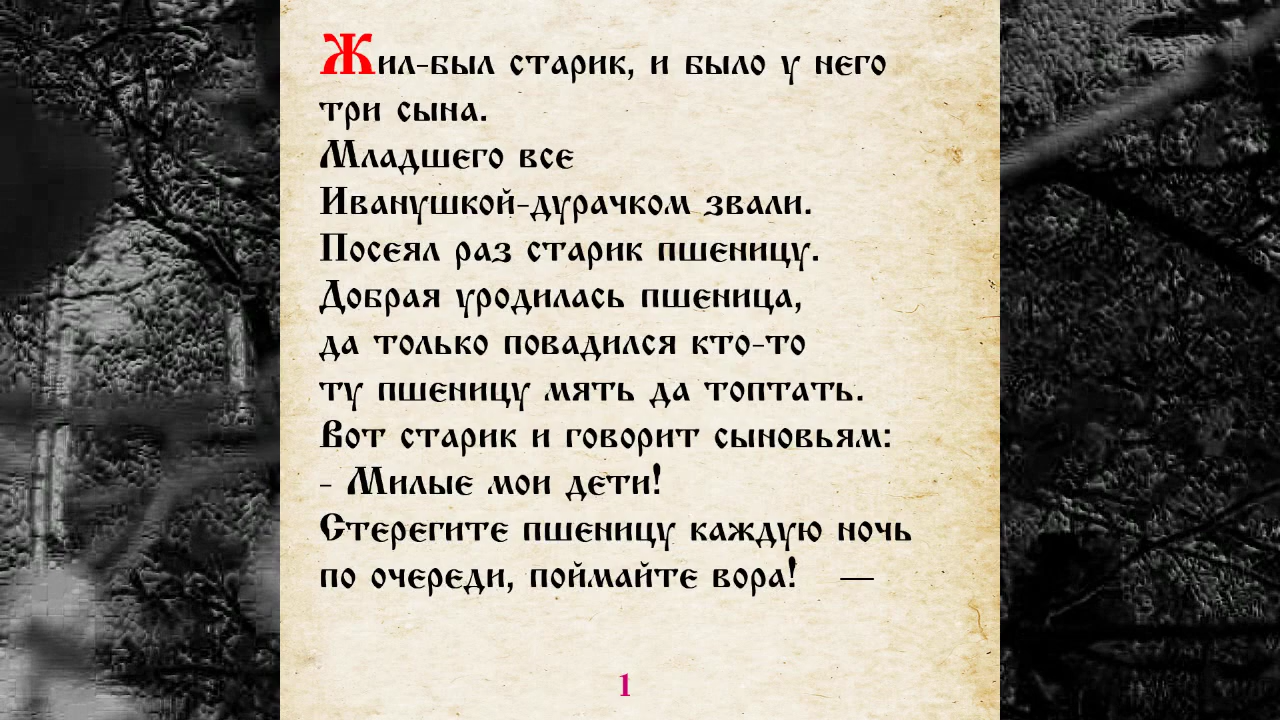 Жил-был старик, и было у него
три сына.
Младшего все
Иванушкой-дурачком звали.
Посеял раз старик пшеницу.
Добрая уродилась пшеница,
да только повадился кто-то
ту пшеницу мять да топтать.
Вот старик и говорит сыновьям:
- Милые мои дети!
Стерегите пшеницу каждую ночь
по очереди, поймайте вора! —
1